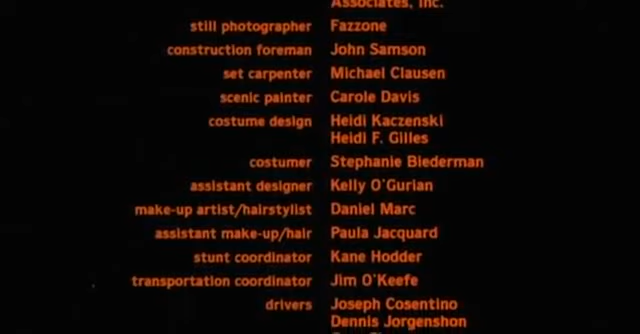 Associates, Inc.
still photographer Fazzone
construction foreman John Samson
set carpenter Michael Clausen
scenic painter Carole Davis
costume design Heidi Kaczenski
Heidi F. Gilles
costumer Stephanie Biederman
assistant designer Kelly O'Gurian
make-up artist/hairstylist Daniel Marc
assistant make-up/hair Paula Jacquard
stunt coordinator Kane Hodder
transportation coordinator Jim O'Keefe
drivers Joseph Cosentino
Dennis Jorgenshon